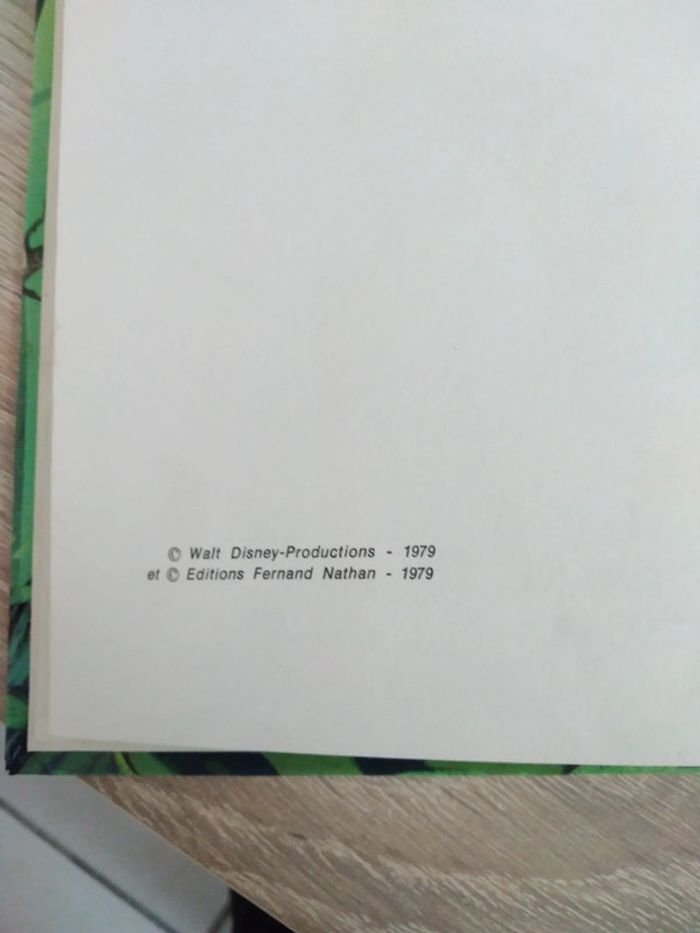 © Walt Disney-Productions - 1979
et © Editions Fernand Nathan - 1979